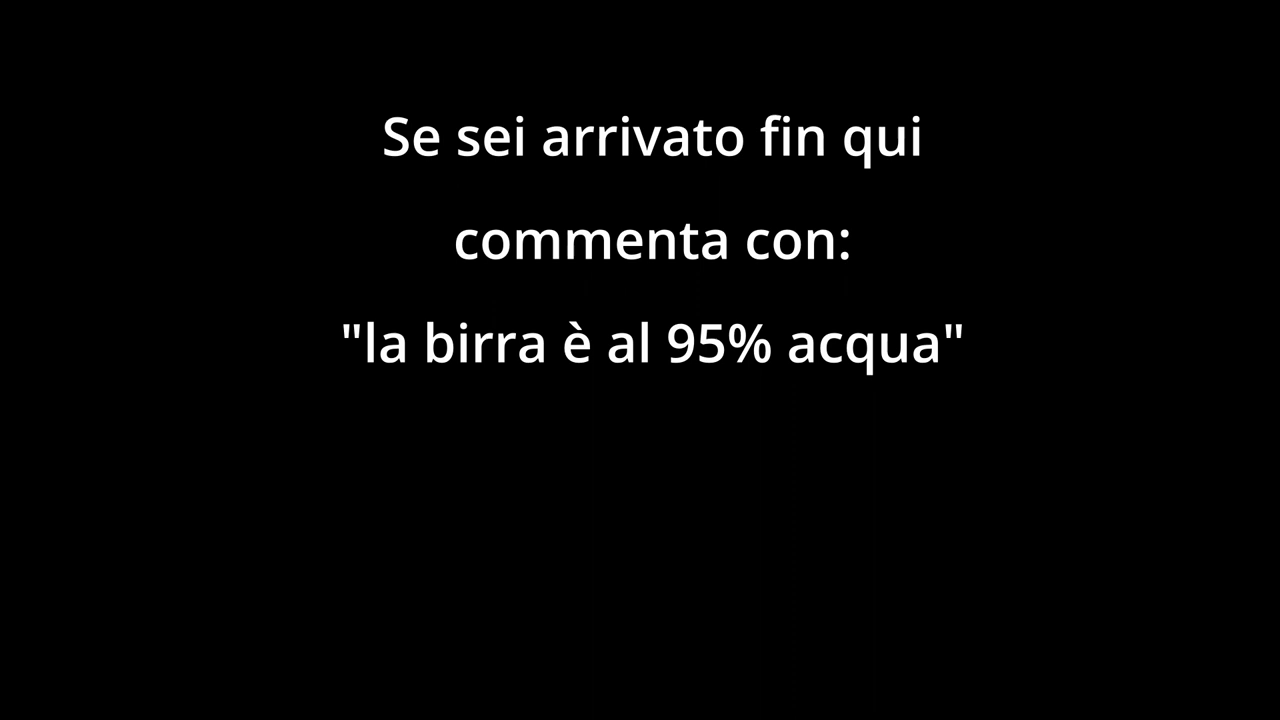 Se sei arrivato fin qui
commenta con:
"la birra è al 95% acqua"